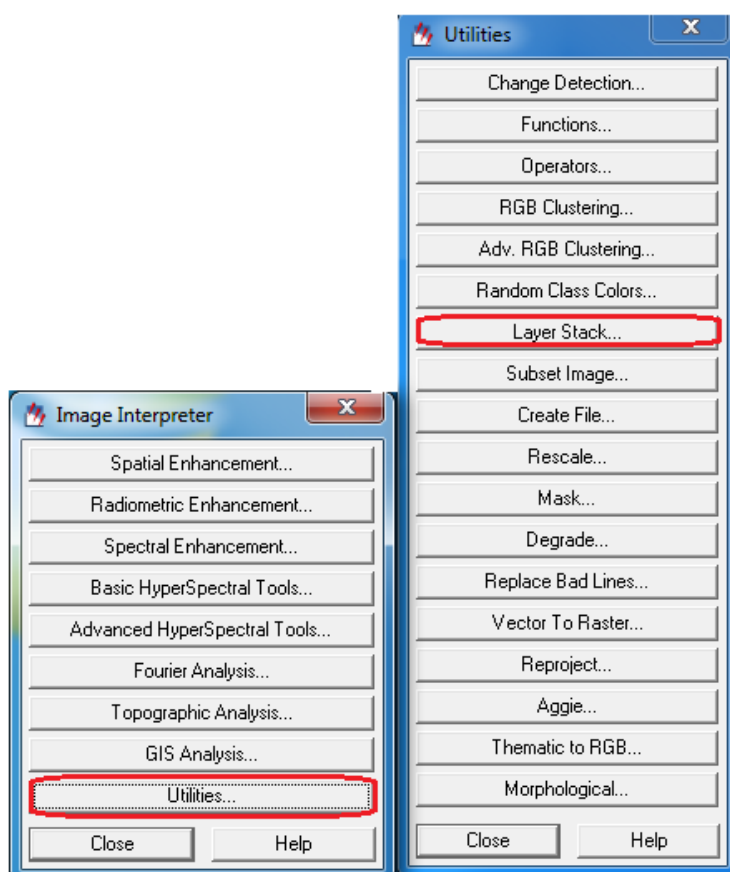 Utilities
Change Detection...
Functions...
Operators...
RGB Clustering...
Adv. RGB Clustering...
Random Class Colors...
Layer Stack...
Subset Image...
Create File...
Rescale...
Mask...
Degrade...
Replace Bad Lines...
Vector To Raster...
Reproject...
Aggie...
Thematic to RGB...
Morphological...
Close Help
Image Interpreter
Spatial Enhancement...
Radiometric Enhancement...
Spectral Enhancement...
Basic HyperSpectral Tools...
Advanced HyperSpectral Tools...
Fourier Analysis...
Topographic Analysis...
GIS Analysis...
Utilities...
Close Help